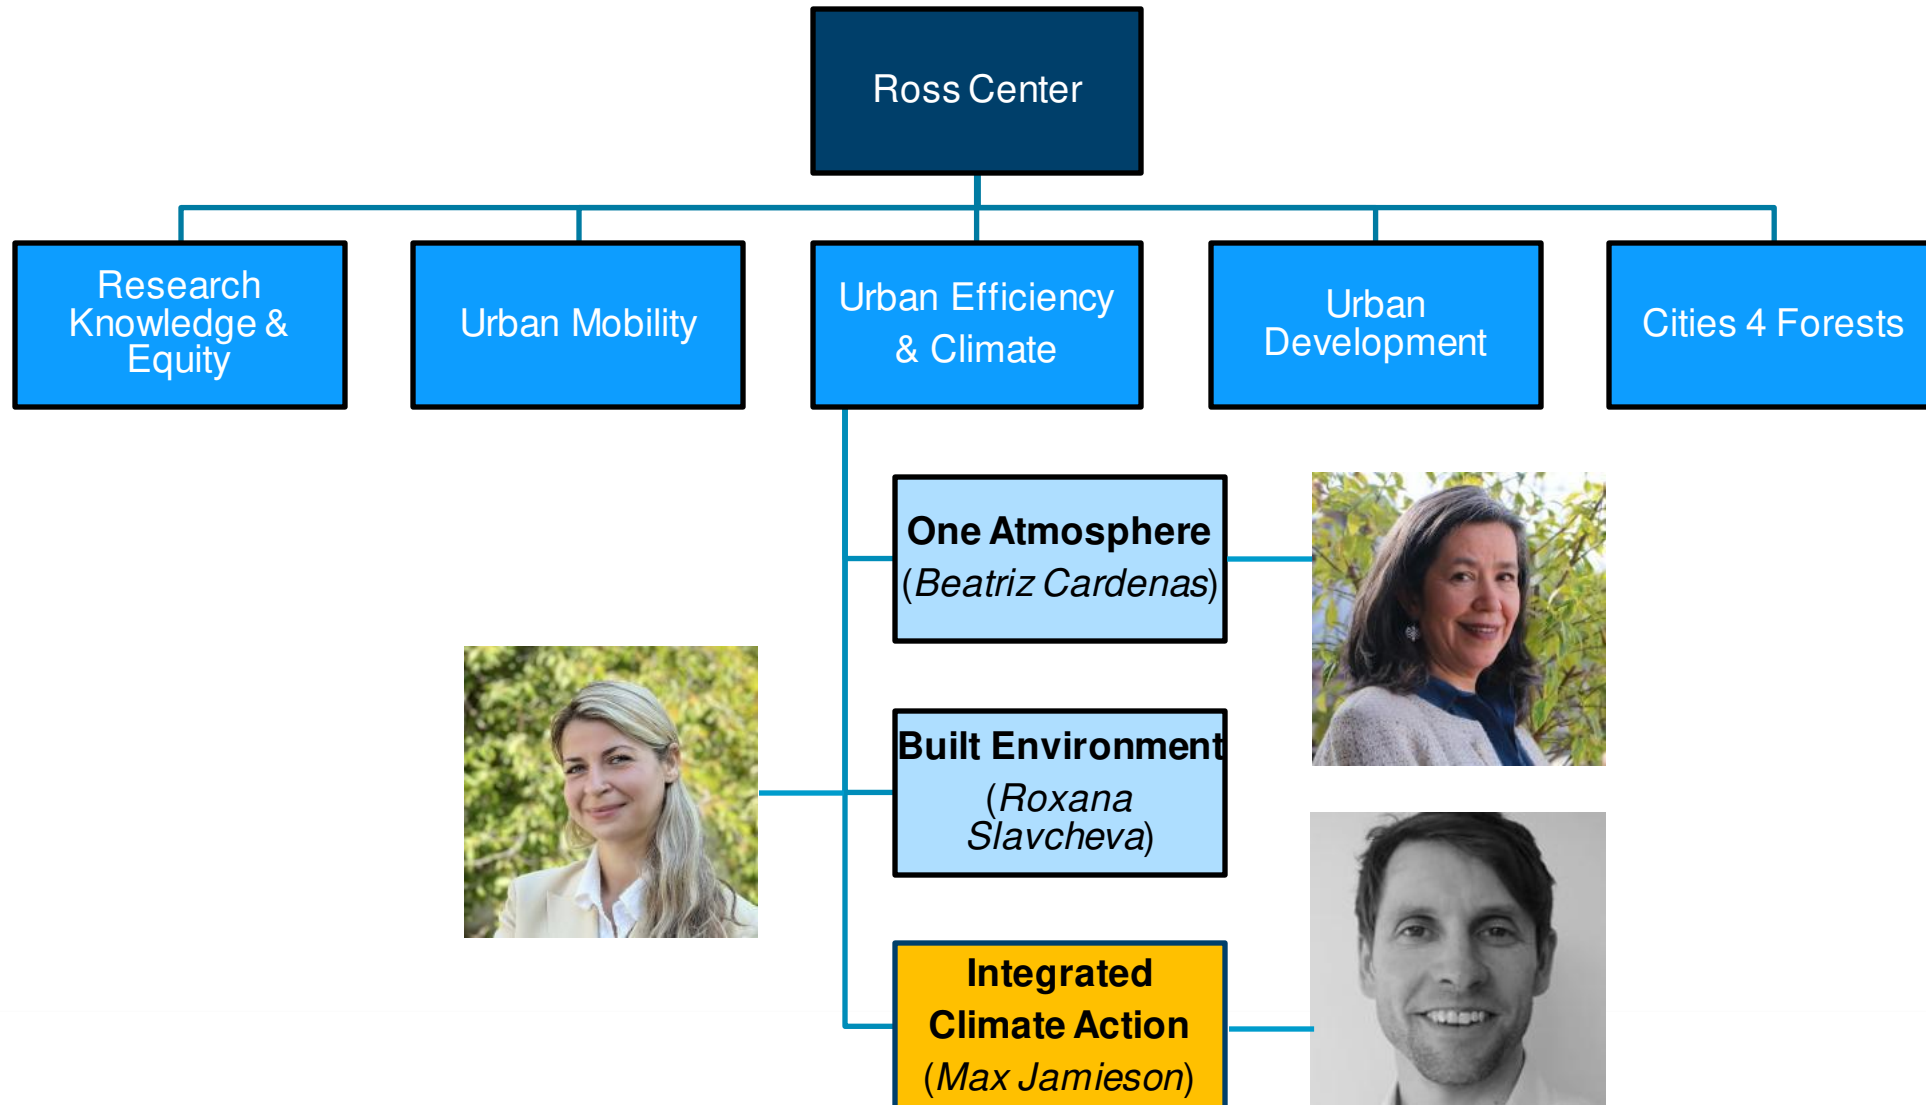 Ross Center
Research
Knowledge &
Equity
Urban Mobility
Urban Efficiency
& Climate
Urban
Development
Cities 4 Forests
One Atmosphere
(Beatriz Cardenas)
Built Environment
(Roxana
Slavcheva)
Integrated
Climate Action
(Max Jamieson)